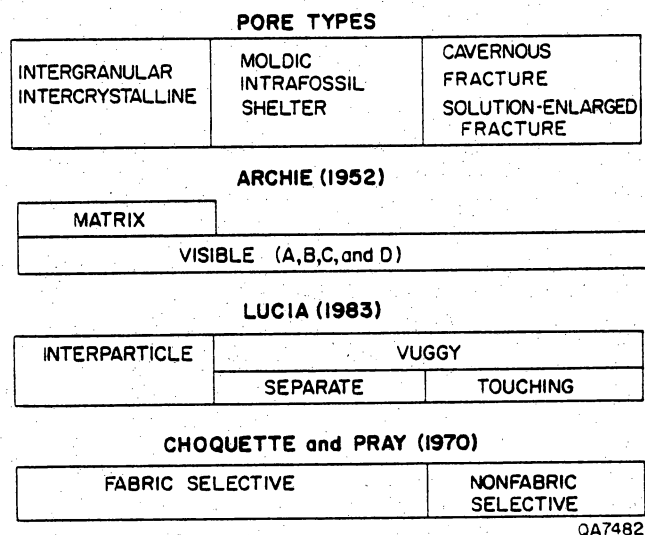 PORE TYPES
INTERGRANULAR
INTERCRYSTALLINE
MOLDIC
INTRAFOSSIL
SHELTER
CAVERNOUS
FRACTURE
SOLUTION-ENLARGED
FRACTURE
ARCHIE (1952)
MATRIX
VISIBLE (A,B,C, and D)
LUCIA (1983)
INTERPARTICLE
VUGGY
SEPARATE
TOUCHING
CHOQUETTE and PRAY (1970)
FABRIC SELECTIVE
NONFABRIC
SELECTIVE
QA7482